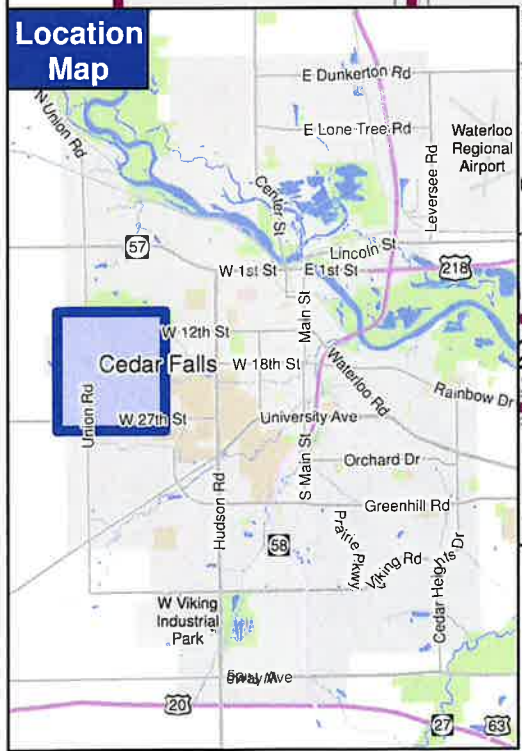 Location
Map
E Dunkerton Rd
N Union Rd
E Lone Tree Rd
Waterloo
Regional
Airport
Leversee Rd
Center St
57
Lincoln St
W 1st St
E 1st St
218
Main St
W 12th St
Cedar Falls
W 18th St
Waterloo Rd
Rainbow Dr
Union Rd
W 27th St
University Ave
S Main St
Orchard Dr
Hudson Rd
Greenhill Rd
58
Prairie Pkwy
Viking Rd
Cedar Heights Dr
W Viking
Industrial
Park
Ave
20
27
63